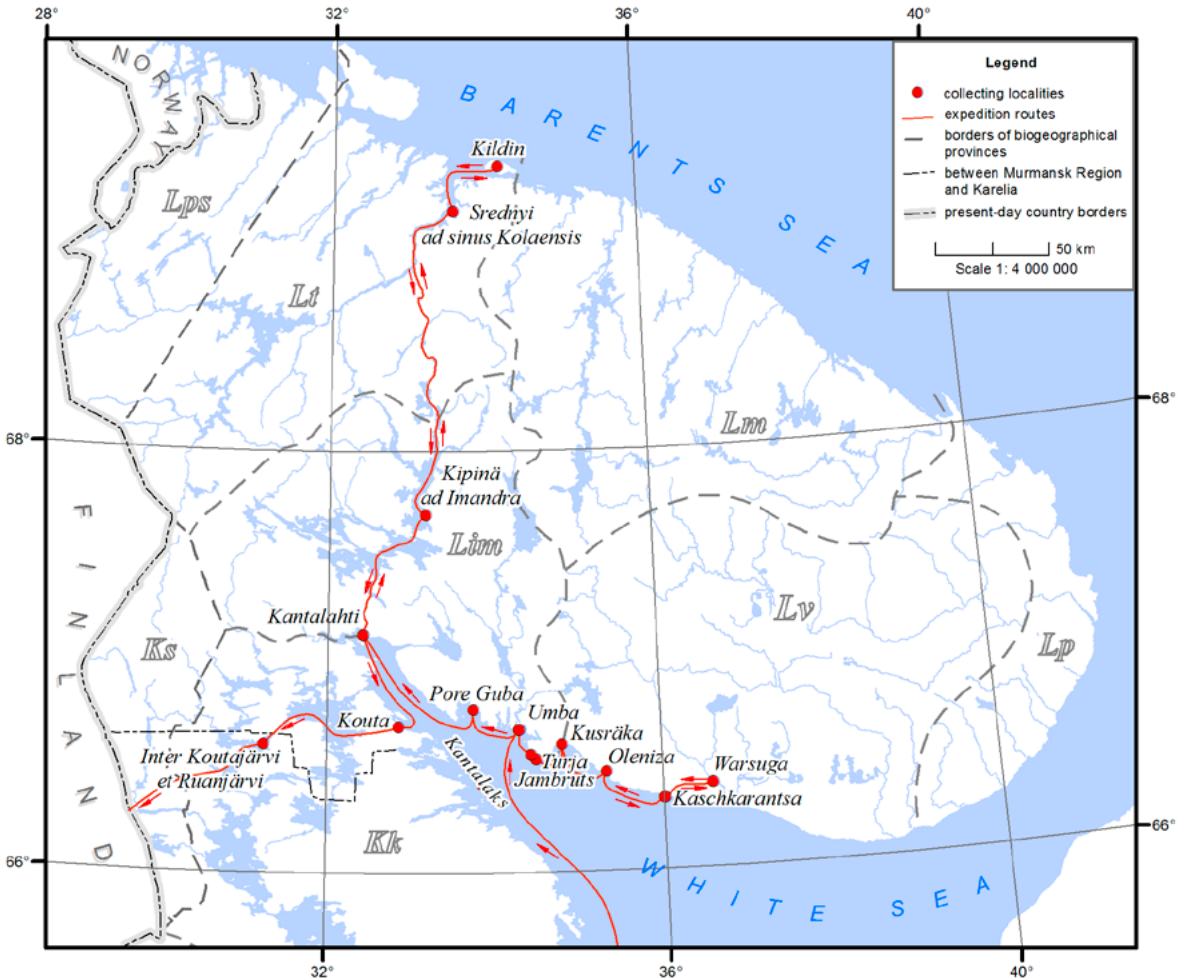 28°
32°
36°
40°
NORWAY
BARENTS SEA
Legend
collecting localities
expedition routes
borders of biogeographical
provinces
between Murmansk Region
and Karelia
present-day country borders
50 km
Scale 1: 4 000 000
Kildin
Srednyi
ad sinus Kolaensis
Lps
Lt
68°
68°
Lm
Kipinä
ad Imandra
Lim
FINLAND
Kantalahti
Lv
Lp
Ks
Pore Guba
Umba
Kouta
Kusräka
Inter Koutajärvi
et Ruanjärvi
Kantalaks
Turja
Jambruts
Oleniza
Warsuga
Kaschkarantsa
Kk
66°
66°
WHITE SEA
32°
36°
40°